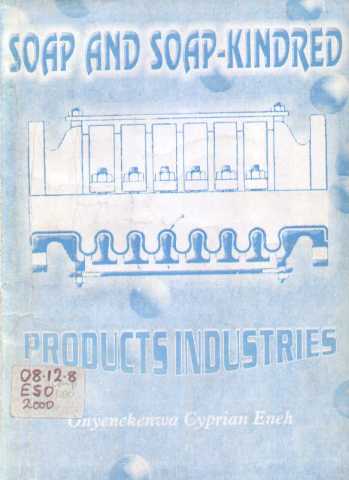 SOAP AND SOAP-KINDRED
PRODUCTS INDUSTRIES
08.12.8
ESO
2000
Onyenekenwa Cyprian Eneh